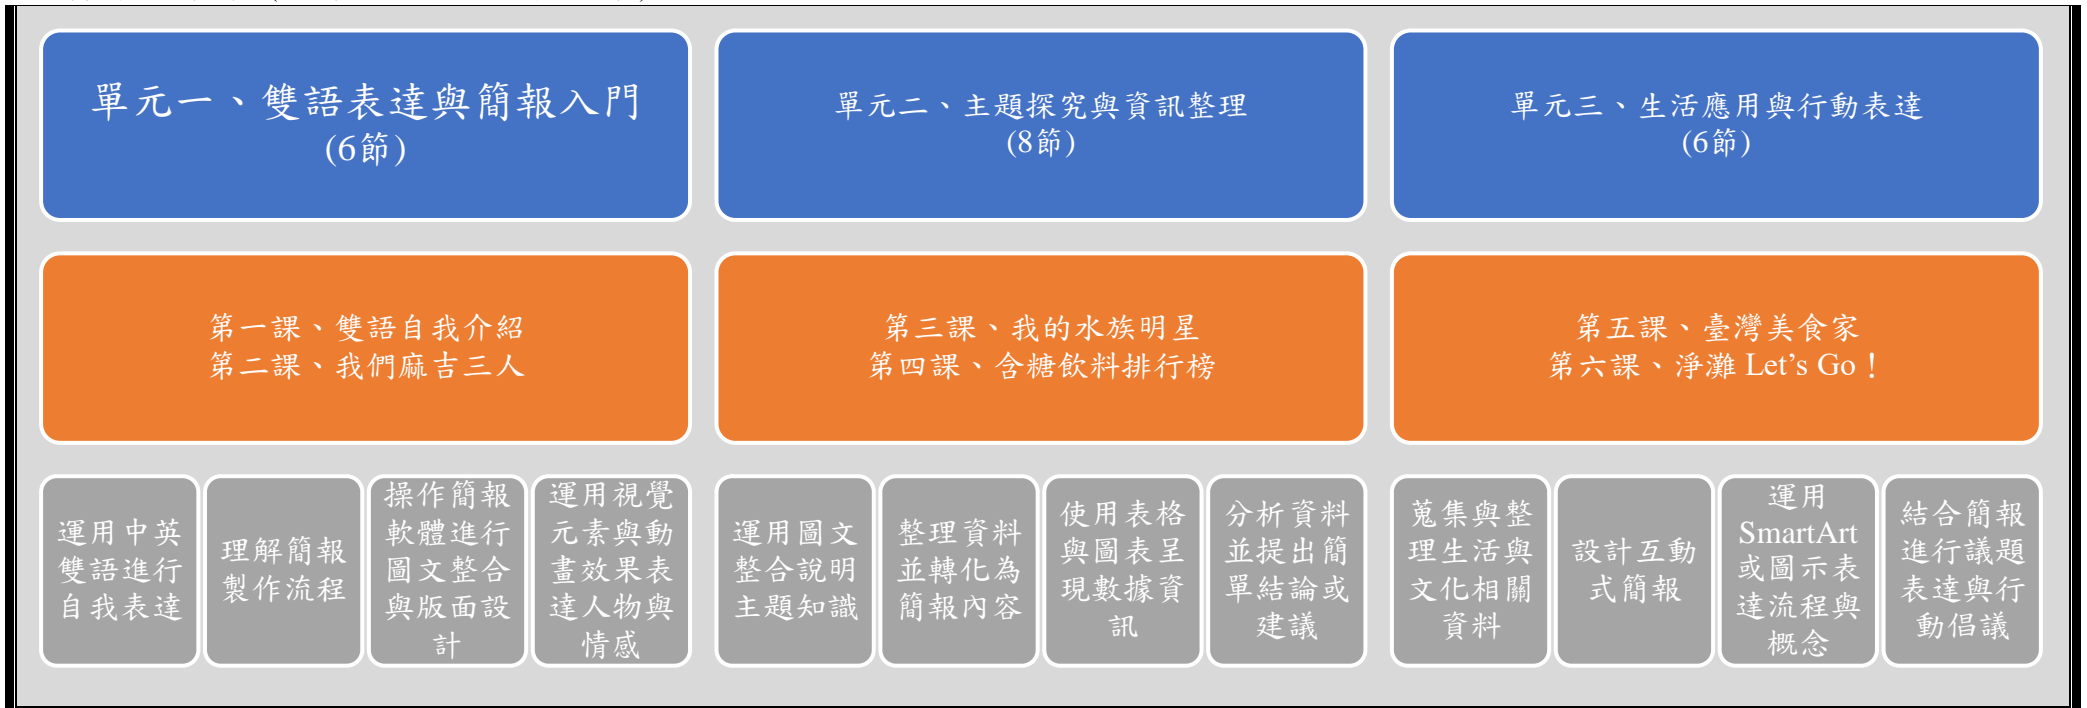 單元一、雙語表達與簡報入門
(6節)
單元二、主題探究與資訊整理
(8節)
單元三、生活應用與行動表達
(6節)
第一課、雙語自我介紹
第二課、我們麻吉三人
第三課、我的水族明星
第四課、含糖飲料排行榜
第五課、臺灣美食家
第六課、淨灘 Let’s Go！
運用中英
雙語進行
自我表達
理解簡報
製作流程
操作簡報
軟體進行
圖文整合
與版面設
計
運用視覺
元素與動
畫效果表
達人物與
情感
運用圖文
整合說明
主題知識
整理資料
並轉化為
簡報內容
使用表格
與圖表呈
現數據資
訊
分析資料
並提出簡
單結論或
建議
蒐集與整
理生活與
文化相關
資料
設計互動
式簡報
運用
SmartArt
或圖示表
達流程與
概念
結合簡報
進行議題
表達與行
動倡議